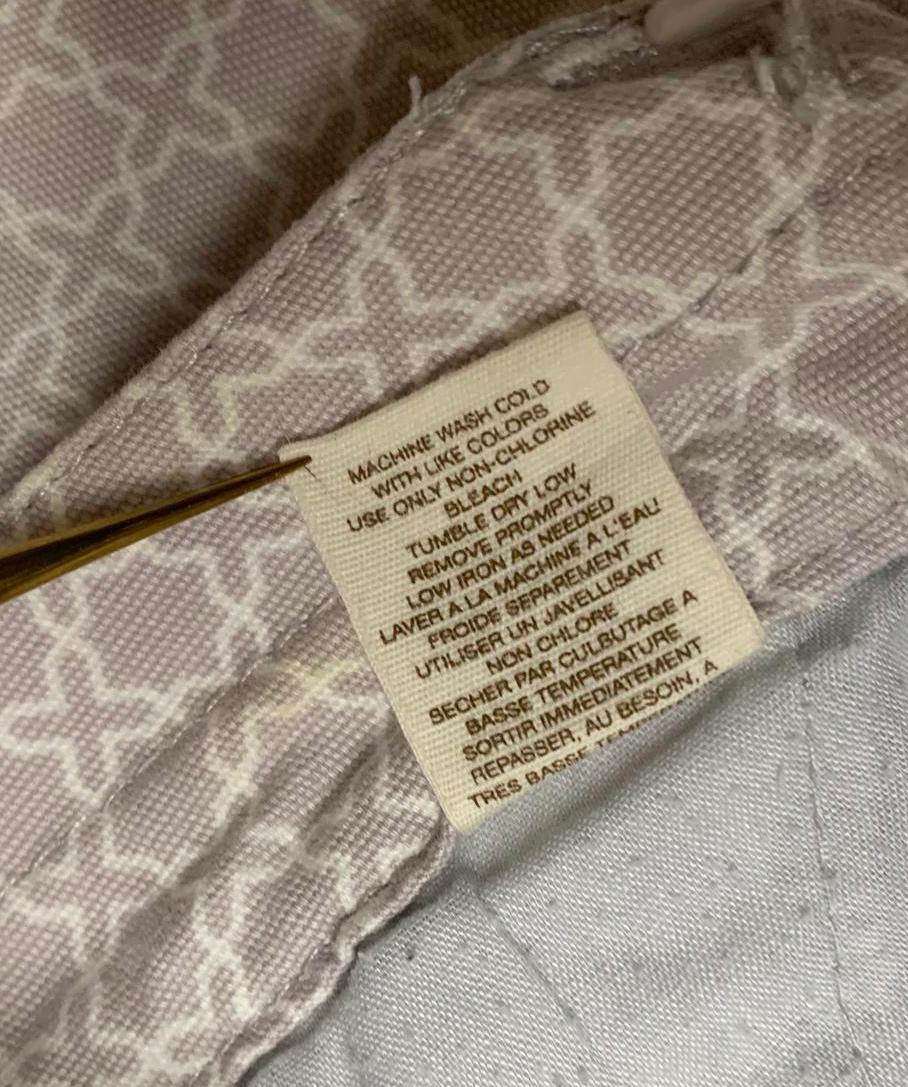 MACHINE WASH COLD
WITH LIKE COLORS
USE ONLY NON-CHLORINE
BLEACH
TUMBLE DRY LOW
REMOVE PROMPTLY
LOW IRON AS NEEDED
LAVER A LA MACHINE A L'EAU
FROIDE SEPAREMENT
UTILISER UN JAVELLISANT
NON CHLORE
SECHER PAR CULBUTAGE A
BASSE TEMPERATURE
SORTIR IMMEDIATEMENT
REPASSER, AU BESOIN, A
TRES BASSE